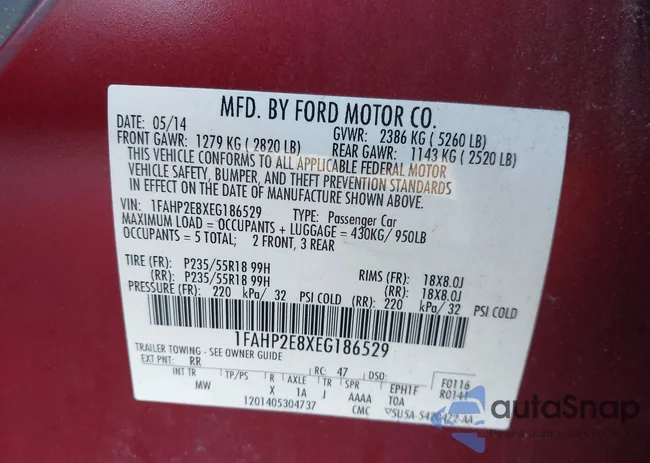 MFD. BY FORD MOTOR CO.
DATE: 05/14 GVWR: 2386 KG ( 5260 LB)
FRONT GAWR: 1279 KG ( 2820 LB) REAR GAWR: 1143 KG ( 2520 LB)
THIS VEHICLE CONFORMS TO ALL APPLICABLE FEDERAL MOTOR
VEHICLE SAFETY, BUMPER, AND THEFT PREVENTION STANDARDS
IN EFFECT ON THE DATE OF MANUFACTURE SHOWN ABOVE.
VIN: 1FAHP2E8XEG186529 TYPE: Passenger Car
MAXIMUM LOAD = OCCUPANTS + LUGGAGE = 430KG/ 950LB
OCCUPANTS = 5 TOTAL; 2 FRONT, 3 REAR
TIRE (FR): P235/55R18 99H RIMS (FR): 18X8.0J
(RR): P235/55R18 99H (RR): 18X8.0J
PRESSURE (FR): 220 kPa/ 32 PSI COLD (RR): 220 kPa/ 32 PSI COLD
1FAHP2E8XEG186529
TRAILER TOWING - SEE OWNER GUIDE
EXT PNT: RR RC: 47 DSO: F0116
INT TR TP/PS R AXLE TR SPR EPH1F R0141
MW X 1A J AAAA TOA
1201405304737 CMC
autoSnap